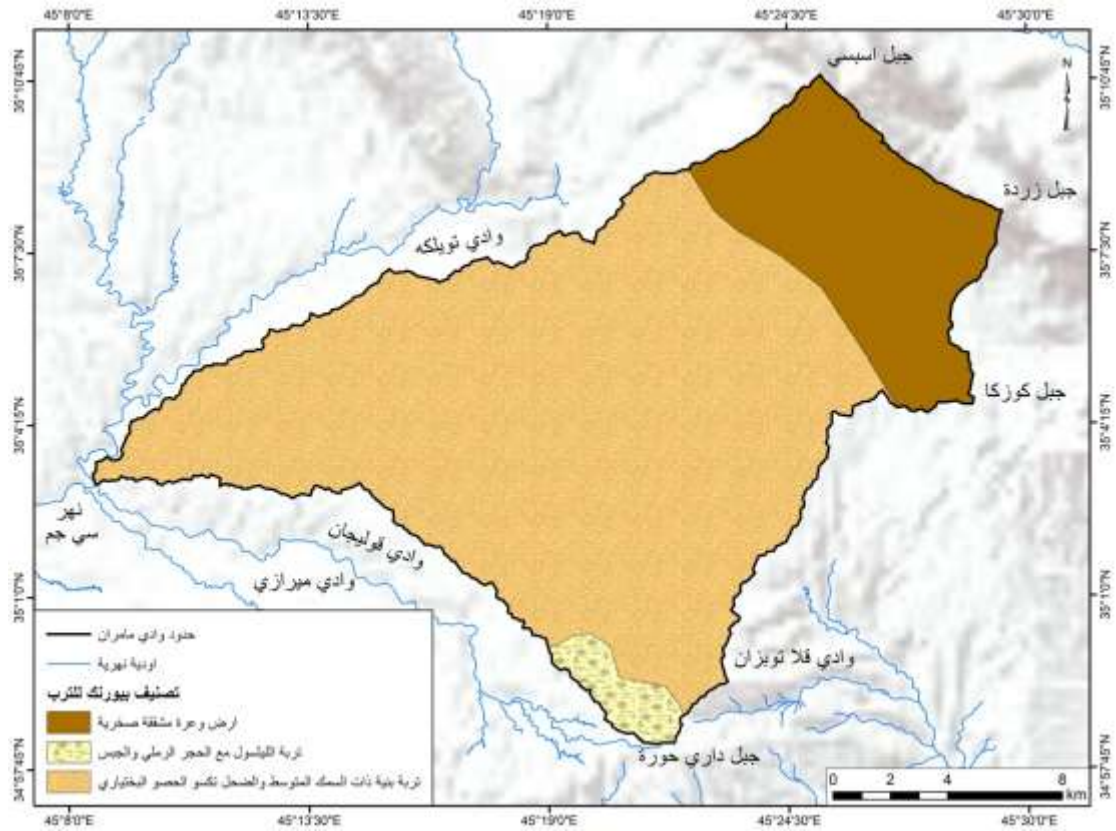 45°8'0"E 45°13'30"E 45°19'0"E 45°24'30"E 45°30'0"E
35°10'45"N
35°7'30"N
35°4'15"N
35°1'0"N
34°57'45"N
35°10'45"N
35°7'30"N
35°4'15"N
35°1'0"N
34°57'45"N
N
جبل اسبسي
جبل زردة
وادي تويلكه
جبل كوزكا
نهر
سي جم
وادي قوليجان
وادي ميرازي
وادي قلا توبزان
جبل داري حورة
حدود وادي مامران
اودية نهرية
تصنيف بيورنك للترب
ارض وعرة مشققة صخرية
تربة الليثسول مع الحجر الرملي والجبس
تربة بنية ذات السمك المتوسط والضحل تكسو الحصو البختياري
0 2 4 8
km
45°8'0"E 45°13'30"E 45°19'0"E 45°24'30"E 45°30'0"E